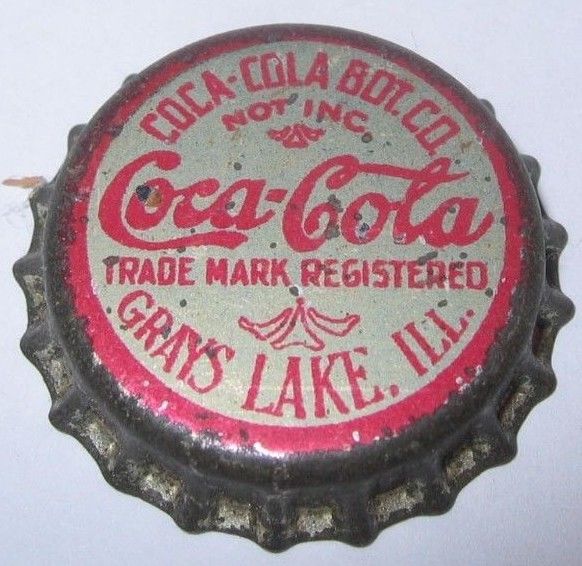 COCA-COLA BOT. CO.
NOT INC.
Coca-Cola
TRADE MARK REGISTERED
GRAYS LAKE, ILL.